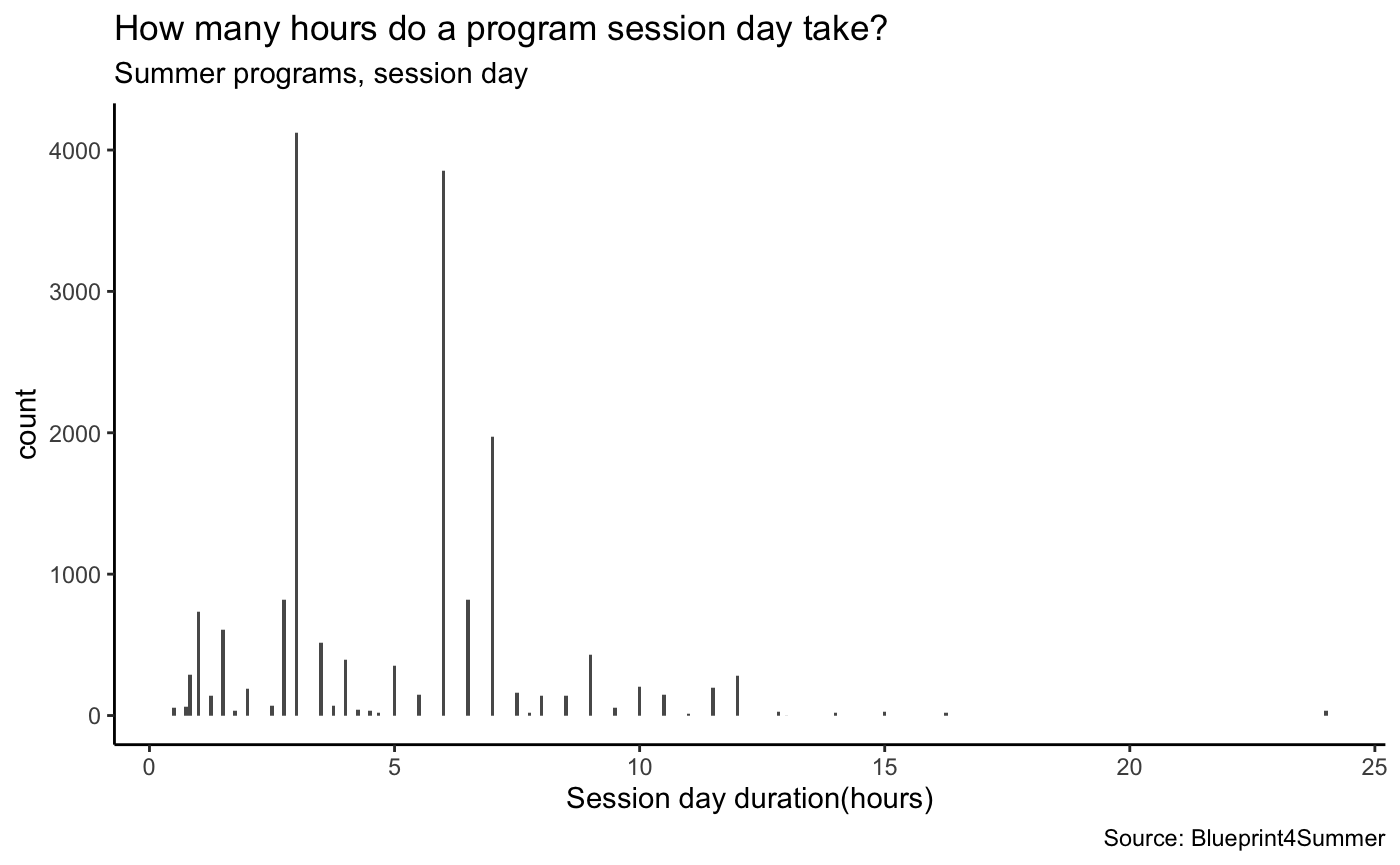 How many hours do a program session day take?
Summer programs, session day
4000
3000
2000
1000
0
count
0 5 10 15 20 25
Session day duration(hours)
Source: Blueprint4Summer